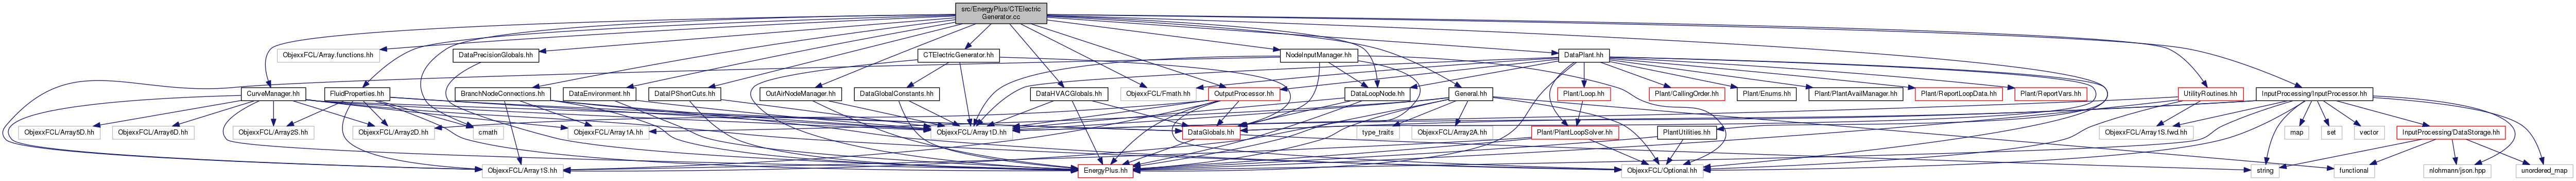 src/EnergyPlus/CTElectric
Generator.cc
ObjexxFCL/Array.functions.hh
DataPrecisionGlobals.hh
CTElectricGenerator.hh
NodeInputManager.hh
DataPlant.hh
CurveManager.hh
FluidProperties.hh
BranchNodeConnections.hh
DataEnvironment.hh
DataIPShortCuts.hh
OutAirNodeManager.hh
DataGlobalConstants.hh
DataHVACGlobals.hh
ObjexxFCL/Fmath.hh
OutputProcessor.hh
DataLoopNode.hh
General.hh
Plant/Loop.hh
Plant/CallingOrder.hh
Plant/Enums.hh
Plant/PlantAvailManager.hh
Plant/ReportLoopData.hh
Plant/ReportVars.hh
UtilityRoutines.hh
InputProcessing/InputProcessor.hh
ObjexxFCL/Array5D.hh
ObjexxFCL/Array6D.hh
ObjexxFCL/Array2S.hh
ObjexxFCL/Array2D.hh
cmath
ObjexxFCL/Array1A.hh
ObjexxFCL/Array1D.hh
DataGlobals.hh
type_traits
ObjexxFCL/Array2A.hh
Plant/PlantLoopSolver.hh
PlantUtilities.hh
ObjexxFCL/Array1S.fwd.hh
map
set
vector
InputProcessing/DataStorage.hh
ObjexxFCL/Array1S.hh
EnergyPlus.hh
ObjexxFCL/Optional.hh
string
functional
nlohmann/json.hpp
unordered_map